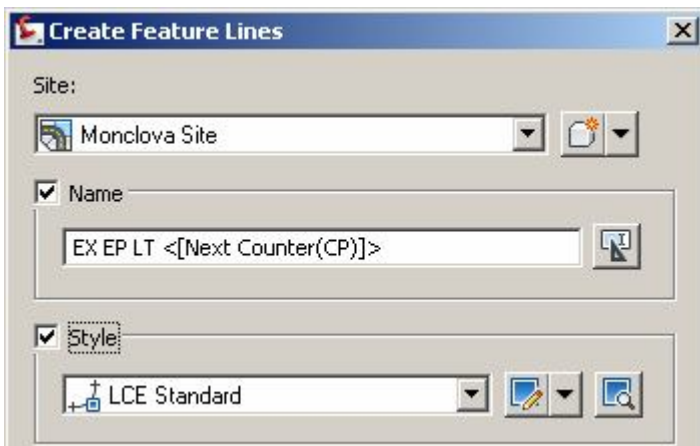 Create Feature Lines
Site:
Monclova Site
Name
EX EP LT <[Next Counter(CP)]>
Style
LCE Standard